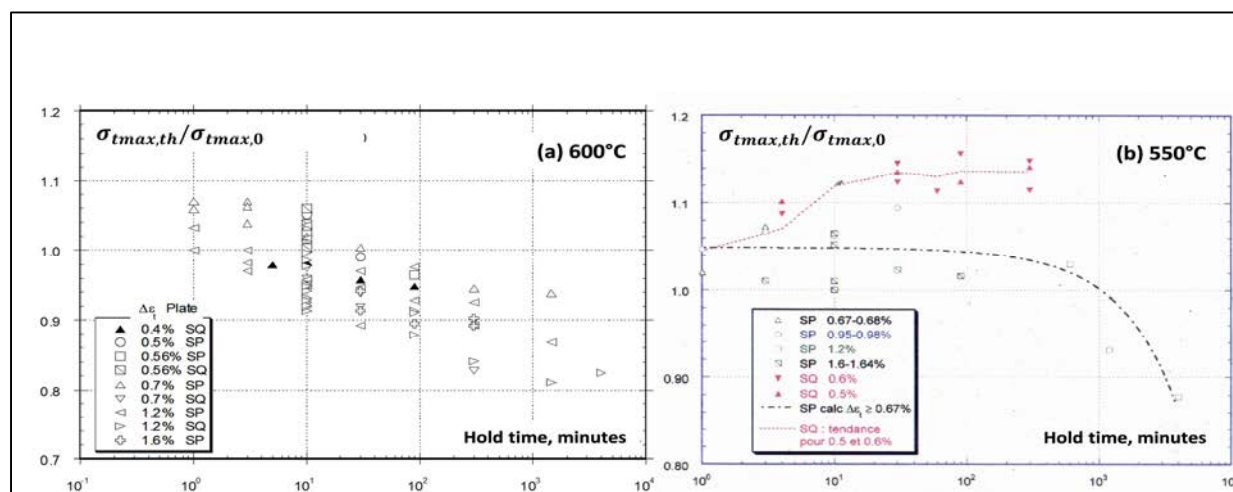 σtmax,th/σtmax,0
(a) 600°C
1.2
1.1
1.0
0.9
0.8
0.7
Δεt Plate
0.4% SQ
0.5% SP
0.56% SP
0.56% SQ
0.7% SP
0.7% SQ
1.2% SP
1.2% SQ
1.6% SP
Hold time, minutes
10-1
100
101
102
103
104
σtmax,th/σtmax,0
(b) 550°C
1.2
1.1
1.0
0.90
0.80
SP 0.67-0.68%
SP 0.95-0.98%
SP 1.2%
SP 1.6-1.64%
SQ 0.6%
SQ 0.5%
SP calc Δεt ≥ 0.67%
SQ : tendance
pour 0.5 et 0.6%
Hold time, minutes
100
101
102
103